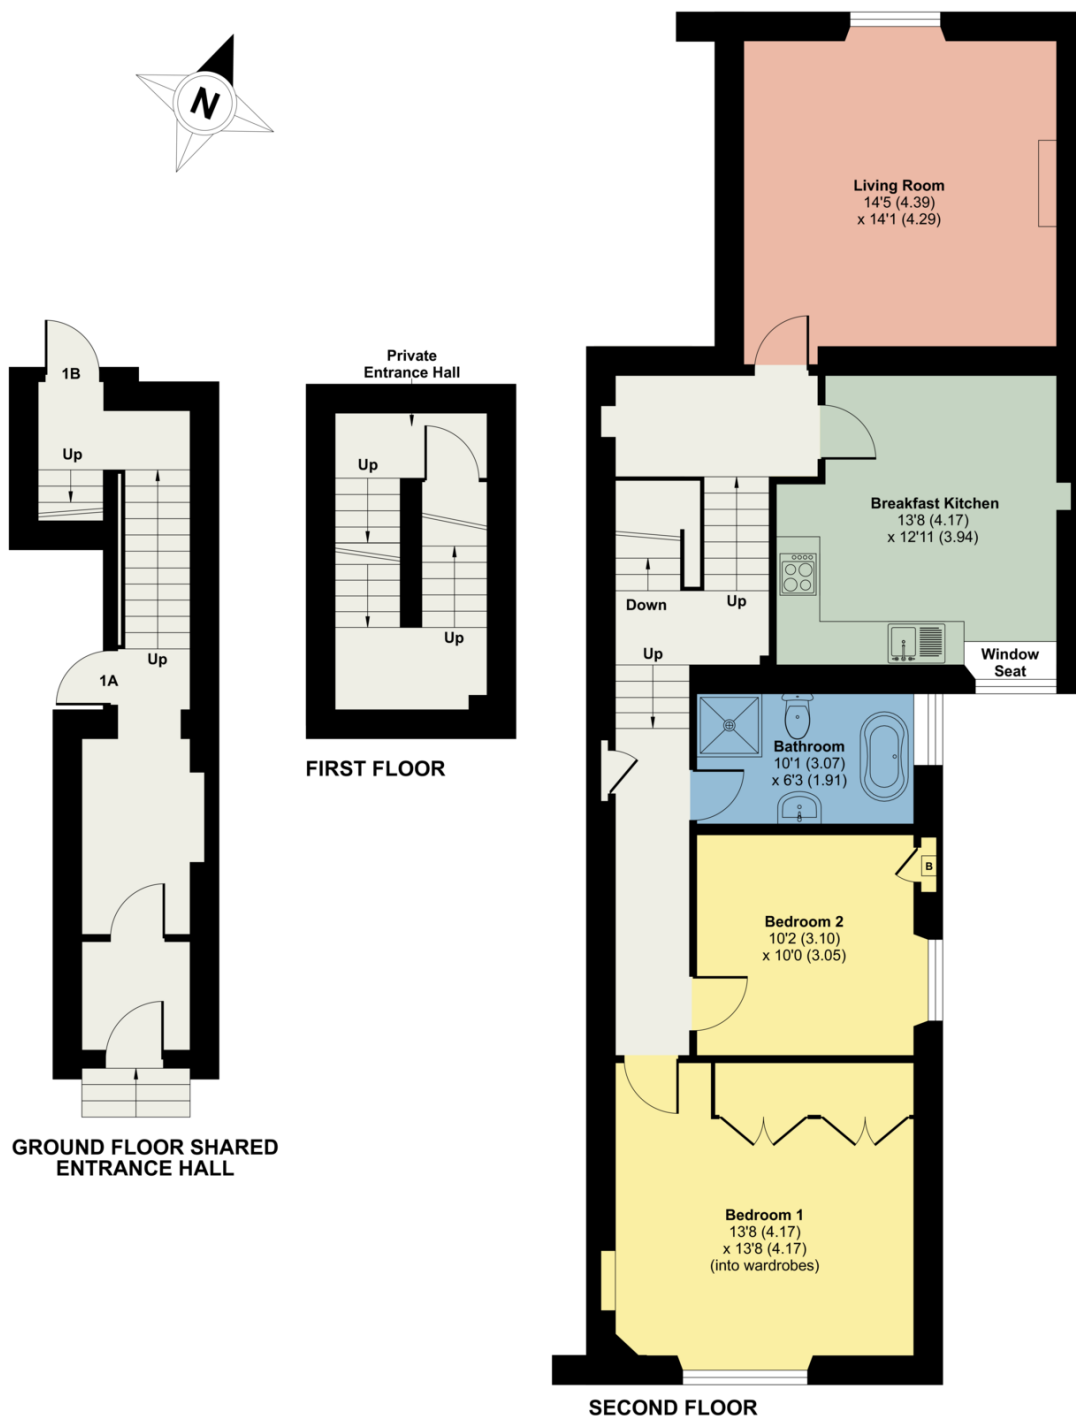 N
Living Room
14'5 (4.39)
x 14'1 (4.29)
Private
Entrance Hall
1B
Up
Up
1A
Up
Up
Up
FIRST FLOOR
Breakfast Kitchen
13'8 (4.17)
x 12'11 (3.94)
Down
Up
Up
Window
Seat
Bathroom
10'1 (3.07)
x 6'3 (1.91)
B
Bedroom 2
10'2 (3.10)
x 10'0 (3.05)
GROUND FLOOR SHARED
ENTRANCE HALL
Bedroom 1
13'8 (4.17)
x 13'8 (4.17)
(into wardrobes)
SECOND FLOOR